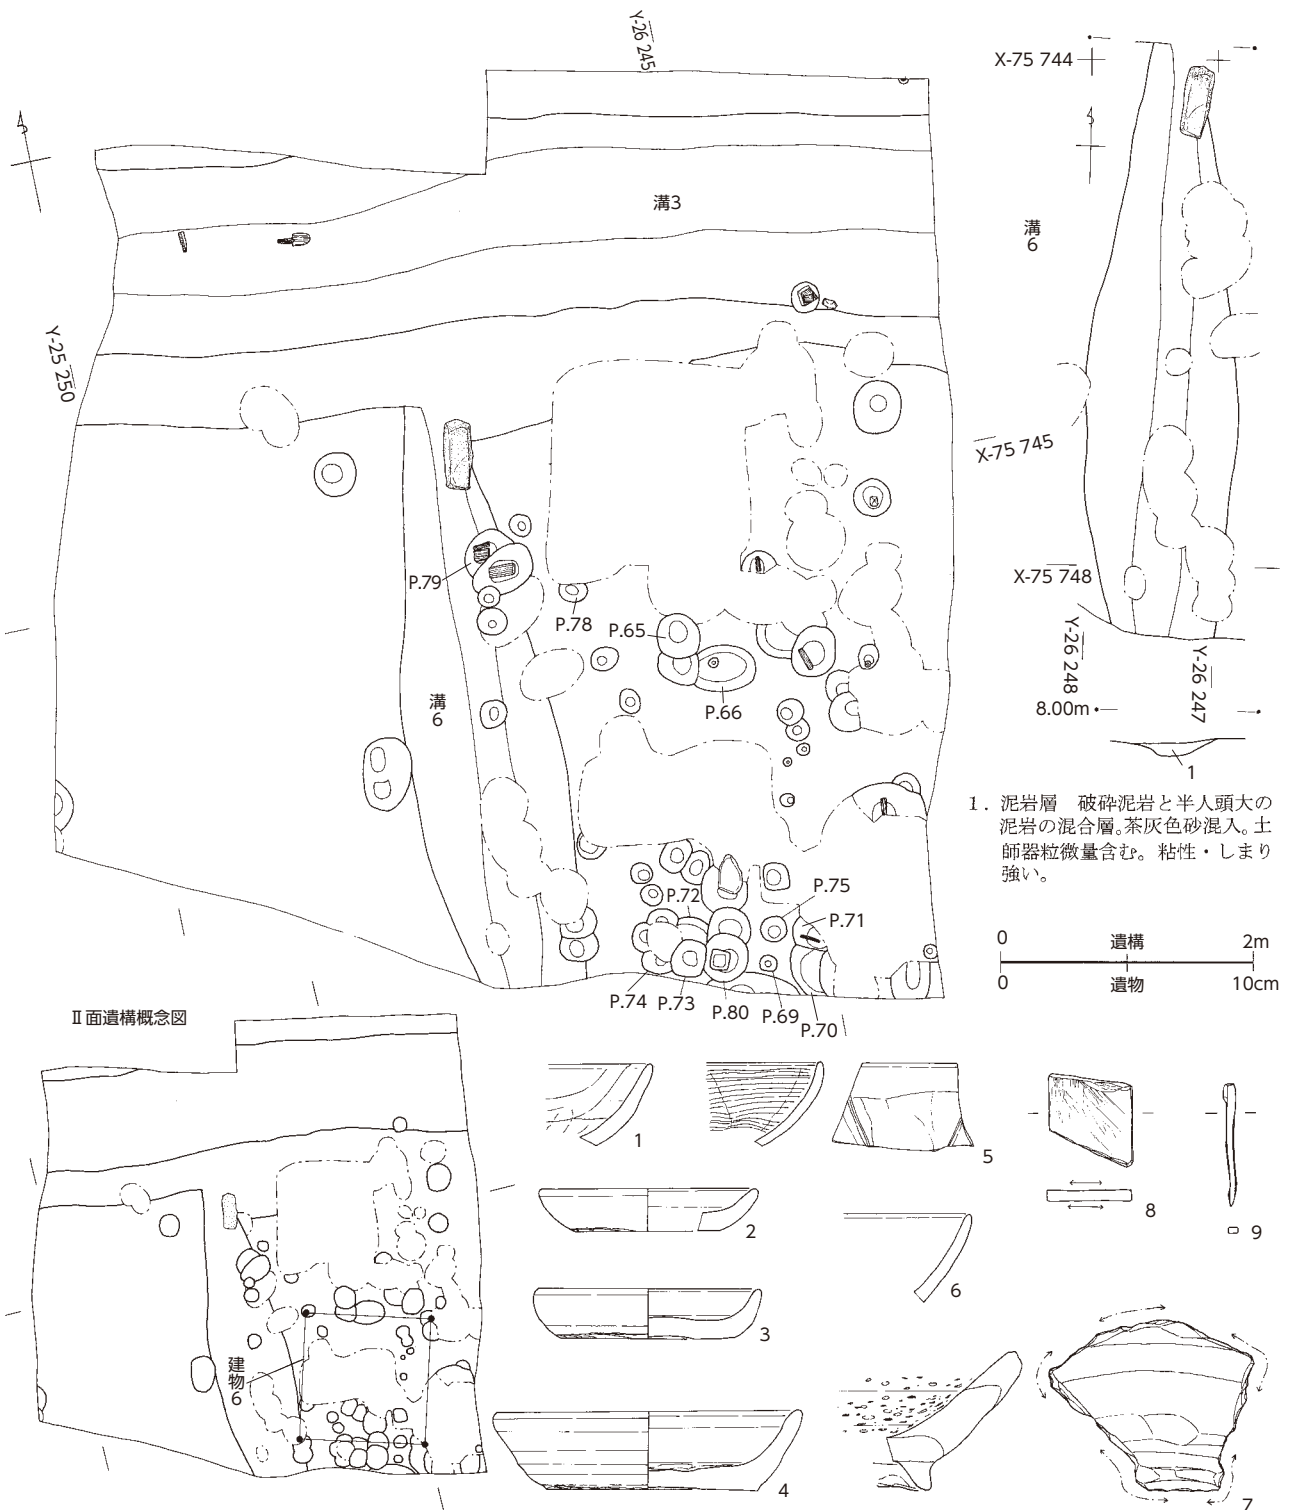 Y-26 245
X-75 744
溝3
溝6
Y-25 250
X-75 745
P.79
P.78
P.65
P.66
X-75 748
Y-26 248
Y-26 247
8.00m
1
溝6
1. 泥岩層 破砕泥岩と半人頭大の
泥岩の混合層。茶灰色砂混入。土
師器粒微量含む。粘性・しまり
強い。
P.72
P.75
P.71
P.74
P.73
P.80
P.69
P.70
0 遺構 2m
0 遺物 10cm
Ⅱ面遺構概念図
建物6
1
5
8
9
2
6
3
4
7